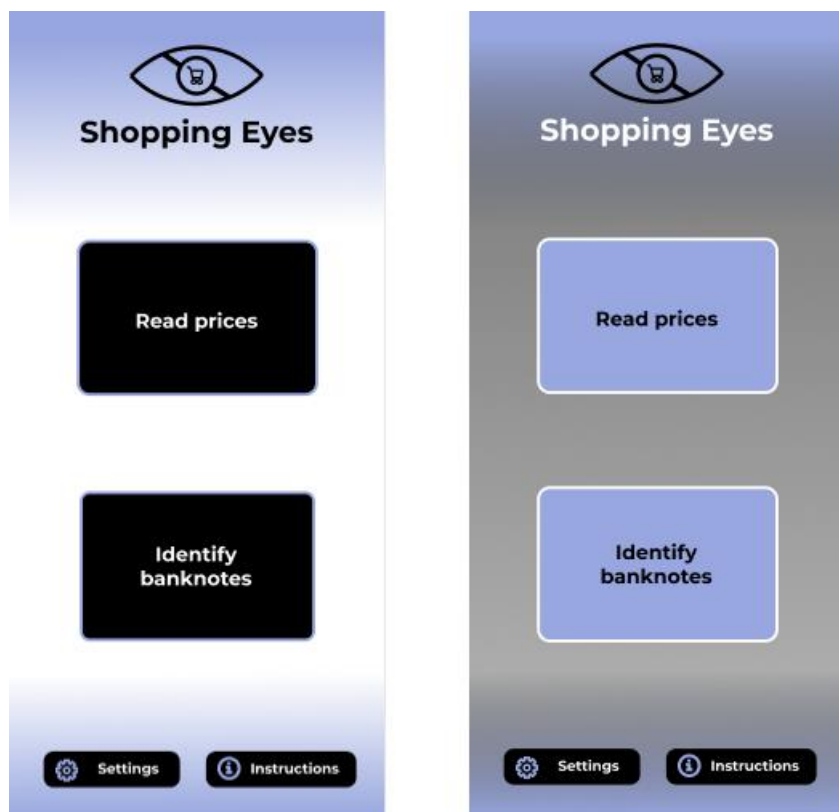 Shopping Eyes
Read prices
Identify
banknotes
Settings
Instructions
Shopping Eyes
Read prices
Identify
banknotes
Settings
Instructions